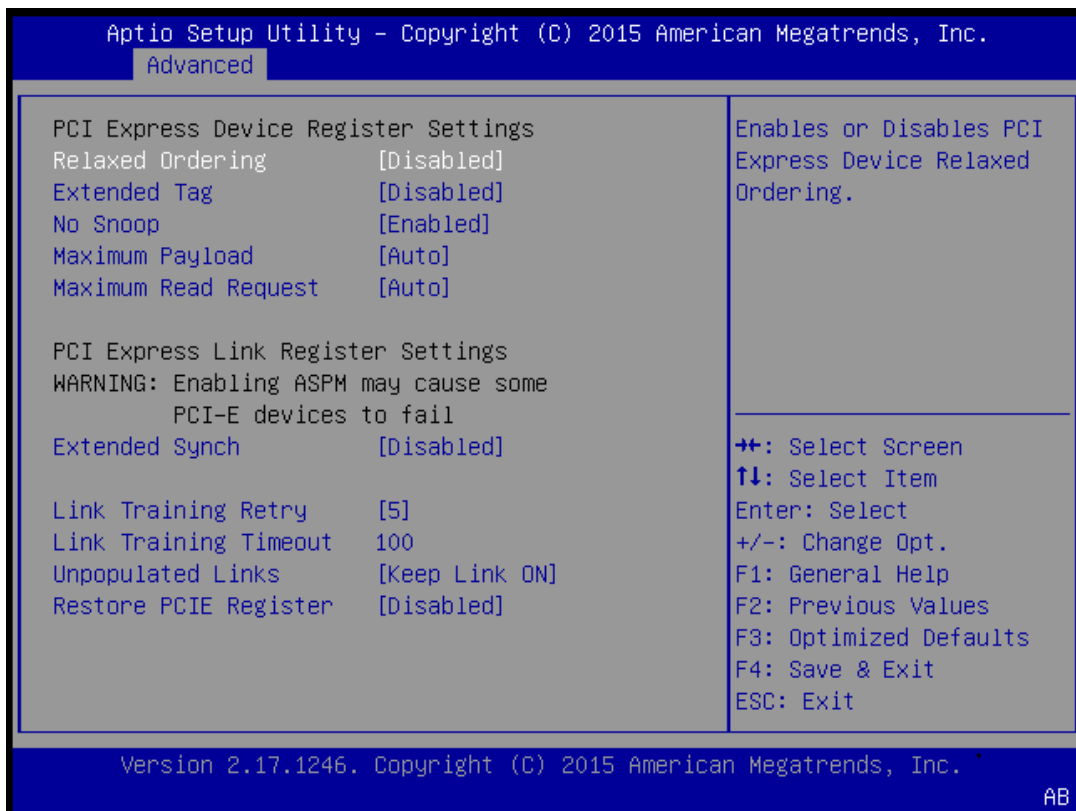 Aptio Setup Utility – Copyright (C) 2015 American Megatrends, Inc.
Advanced
PCI Express Device Register Settings
Relaxed Ordering [Disabled]
Extended Tag [Disabled]
No Snoop [Enabled]
Maximum Payload [Auto]
Maximum Read Request [Auto]
PCI Express Link Register Settings
WARNING: Enabling ASPM may cause some
PCI-E devices to fail
Extended Synch [Disabled]
Link Training Retry [5]
Link Training Timeout 100
Unpopulated Links [Keep Link ON]
Restore PCIE Register [Disabled]
Enables or Disables PCI
Express Device Relaxed
Ordering.
→←: Select Screen
↑↓: Select Item
Enter: Select
+/-: Change Opt.
F1: General Help
F2: Previous Values
F3: Optimized Defaults
F4: Save & Exit
ESC: Exit
Version 2.17.1246. Copyright (C) 2015 American Megatrends, Inc.
AB